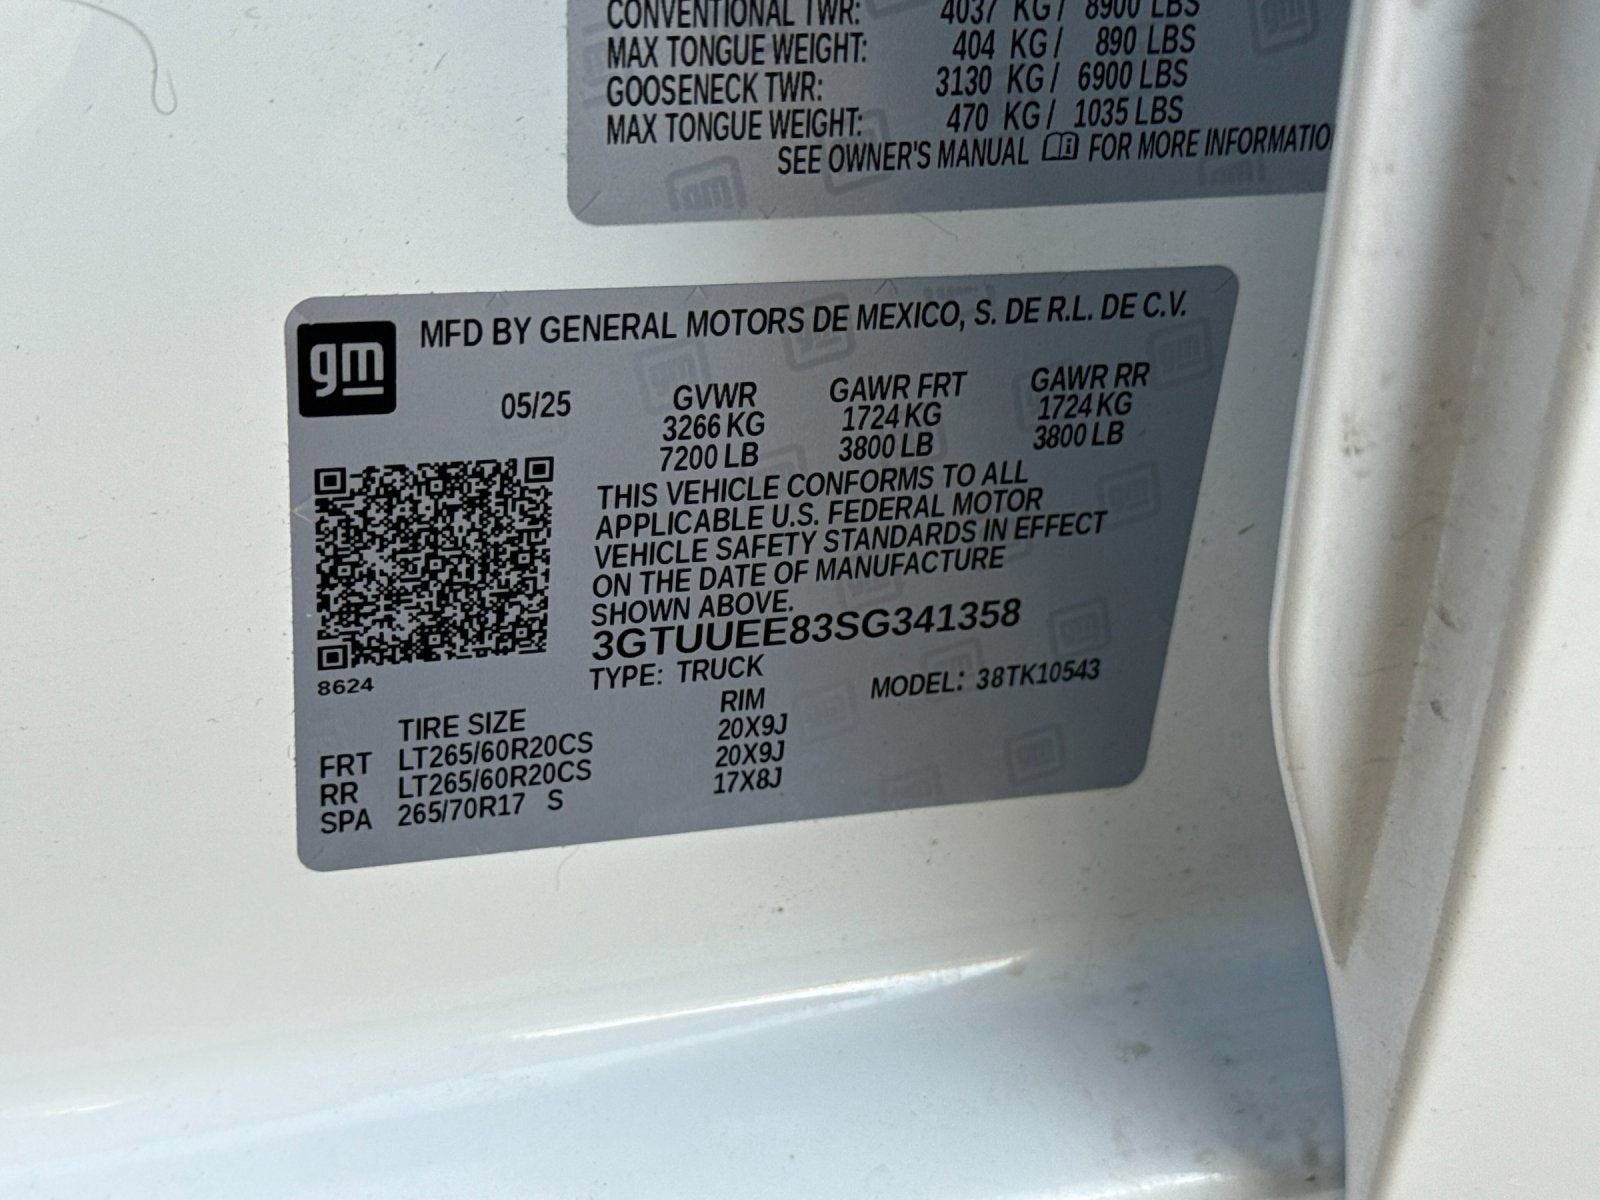 CONVENTIONAL TWR: 4037 KG / 8900 LBS
MAX TONGUE WEIGHT: 404 KG / 890 LBS
GOOSENECK TWR: 3130 KG / 6900 LBS
MAX TONGUE WEIGHT: 470 KG / 1035 LBS
SEE OWNER'S MANUAL FOR MORE INFORMATIO
gm
MFD BY GENERAL MOTORS DE MEXICO, S. DE R.L. DE C.V.
05/25 GVWR GAWR FRT GAWR RR
3266 KG 1724 KG 1724 KG
7200 LB 3800 LB 3800 LB
THIS VEHICLE CONFORMS TO ALL
APPLICABLE U.S. FEDERAL MOTOR
VEHICLE SAFETY STANDARDS IN EFFECT
ON THE DATE OF MANUFACTURE
SHOWN ABOVE.
3GTUUEE83SG341358
8624
TYPE: TRUCK MODEL: 38TK10543
TIRE SIZE RIM
FRT LT265/60R20CS 20X9J
RR LT265/60R20CS 20X9J
SPA 265/70R17 S 17X8J